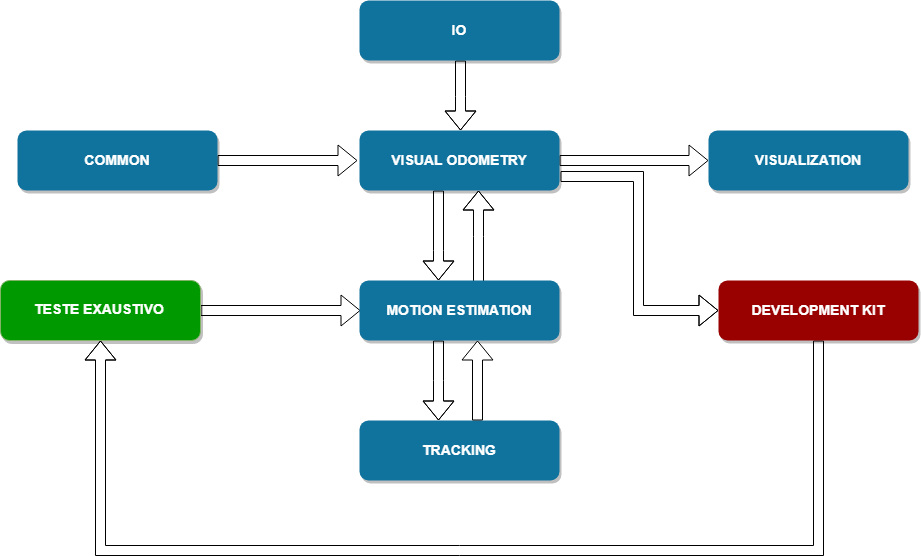 IO
COMMON
VISUAL ODOMETRY
VISUALIZATION
TESTE EXAUSTIVO
MOTION ESTIMATION
DEVELOPMENT KIT
TRACKING